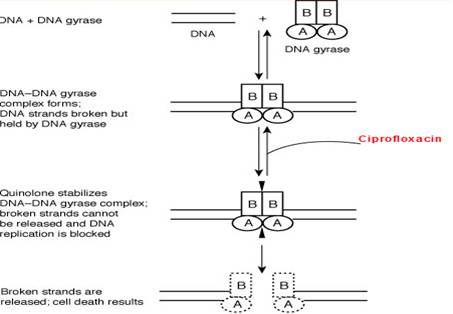 DNA + DNA gyrase
DNA
+
B B
A A
DNA gyrase
DNA–DNA gyrase
complex forms;
DNA strands broken but
held by DNA gyrase
B B
A A
Ciprofloxacin
Quinolone stabilizes
DNA–DNA gyrase complex;
broken strands cannot
be released and DNA
replication is blocked
B B
A A
Broken strands are
released; cell death results
B B
A A